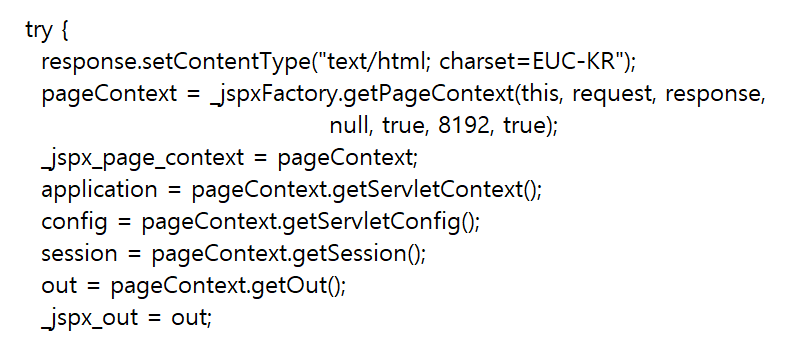 try {
response.setContentType("text/html; charset=EUC-KR");
pageContext = _jspxFactory.getPageContext(this, request, response,
null, true, 8192, true);
_jspx_page_context = pageContext;
application = pageContext.getServletContext();
config = pageContext.getServletConfig();
session = pageContext.getSession();
out = pageContext.getOut();
_jspx_out = out;